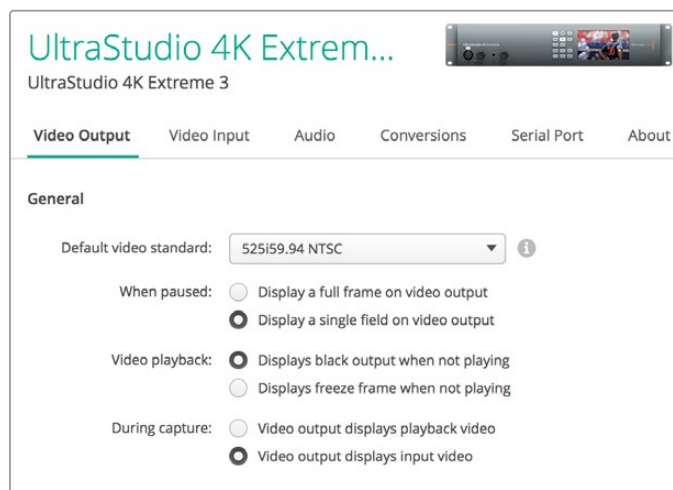 UltraStudio 4K Extrem...
UltraStudio 4K Extreme 3
Video Output Video Input Audio Conversions Serial Port About
General
Default video standard: 525i59.94 NTSC
When paused: Display a full frame on video output
Display a single field on video output
Video playback: Displays black output when not playing
Displays freeze frame when not playing
During capture: Video output displays playback video
Video output displays input video